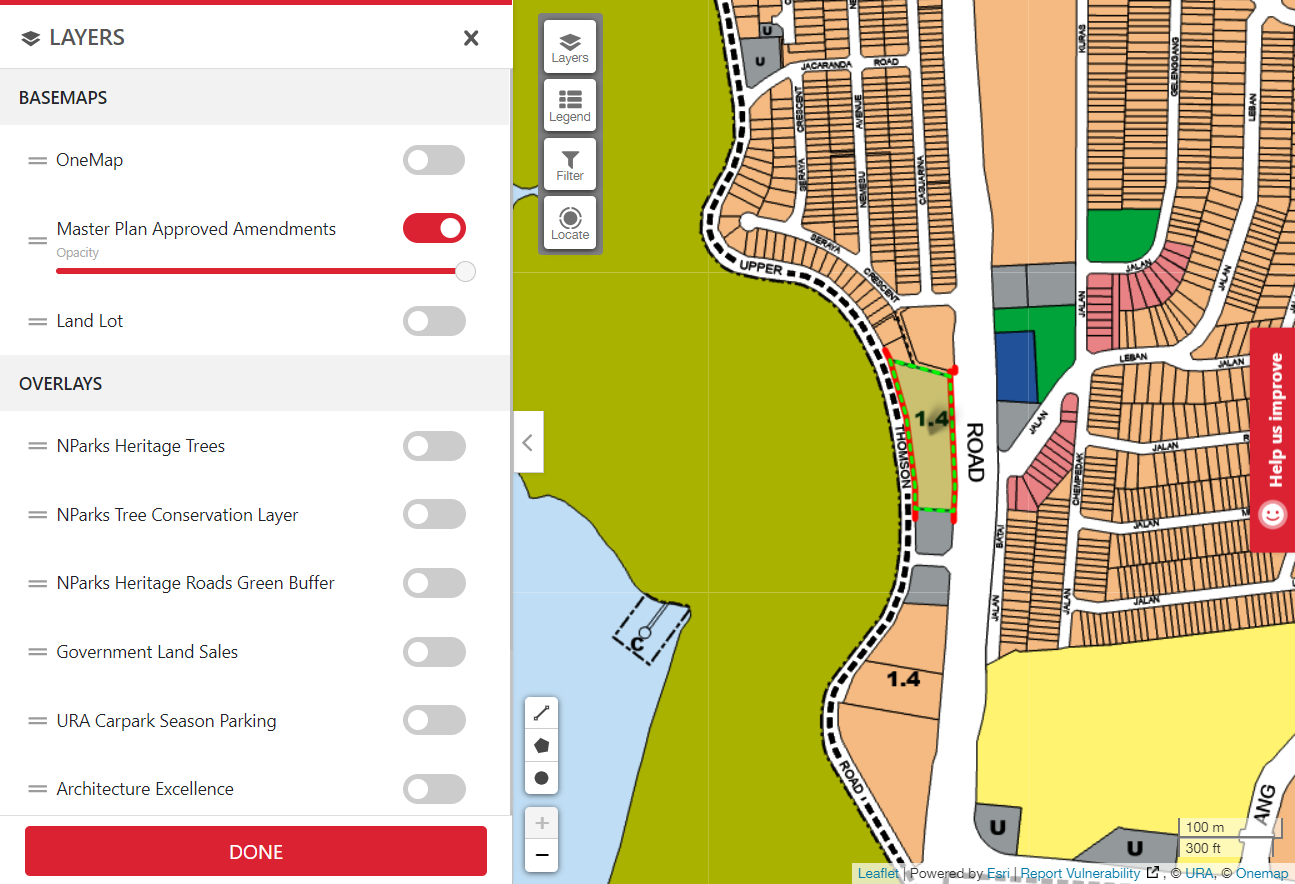 LAYERS
BASEMAPS
OneMap
Master Plan Approved Amendments
Opacity
Land Lot
OVERLAYS
NParks Heritage Trees
NParks Tree Conservation Layer
NParks Heritage Roads Green Buffer
Government Land Sales
URA Carpark Season Parking
Architecture Excellence
DONE
Layers
Legend
Filter
Locate
U
U
JACARANDA ROAD
CRESCENT
SERAYA
AVENUE
NEMESU
CASUARINA
SERAYA
CRESCENT
UPPER
THOMSON
ROAD
1.4
ROAD
1.4
C
KURAS
GELENGGANG
LEBAN
JALAN
JALAN
JALAN
LEBAN
JALAN
JALAN
JALAN
CHEMPEDAK
JALAN
BATAI
JALAN
JALAN
JALAN
JALAN
ANG
U
U
Help us improve
100 m
300 ft
Leaflet | Powered by Esri | Report Vulnerability , © URA, © Onemap